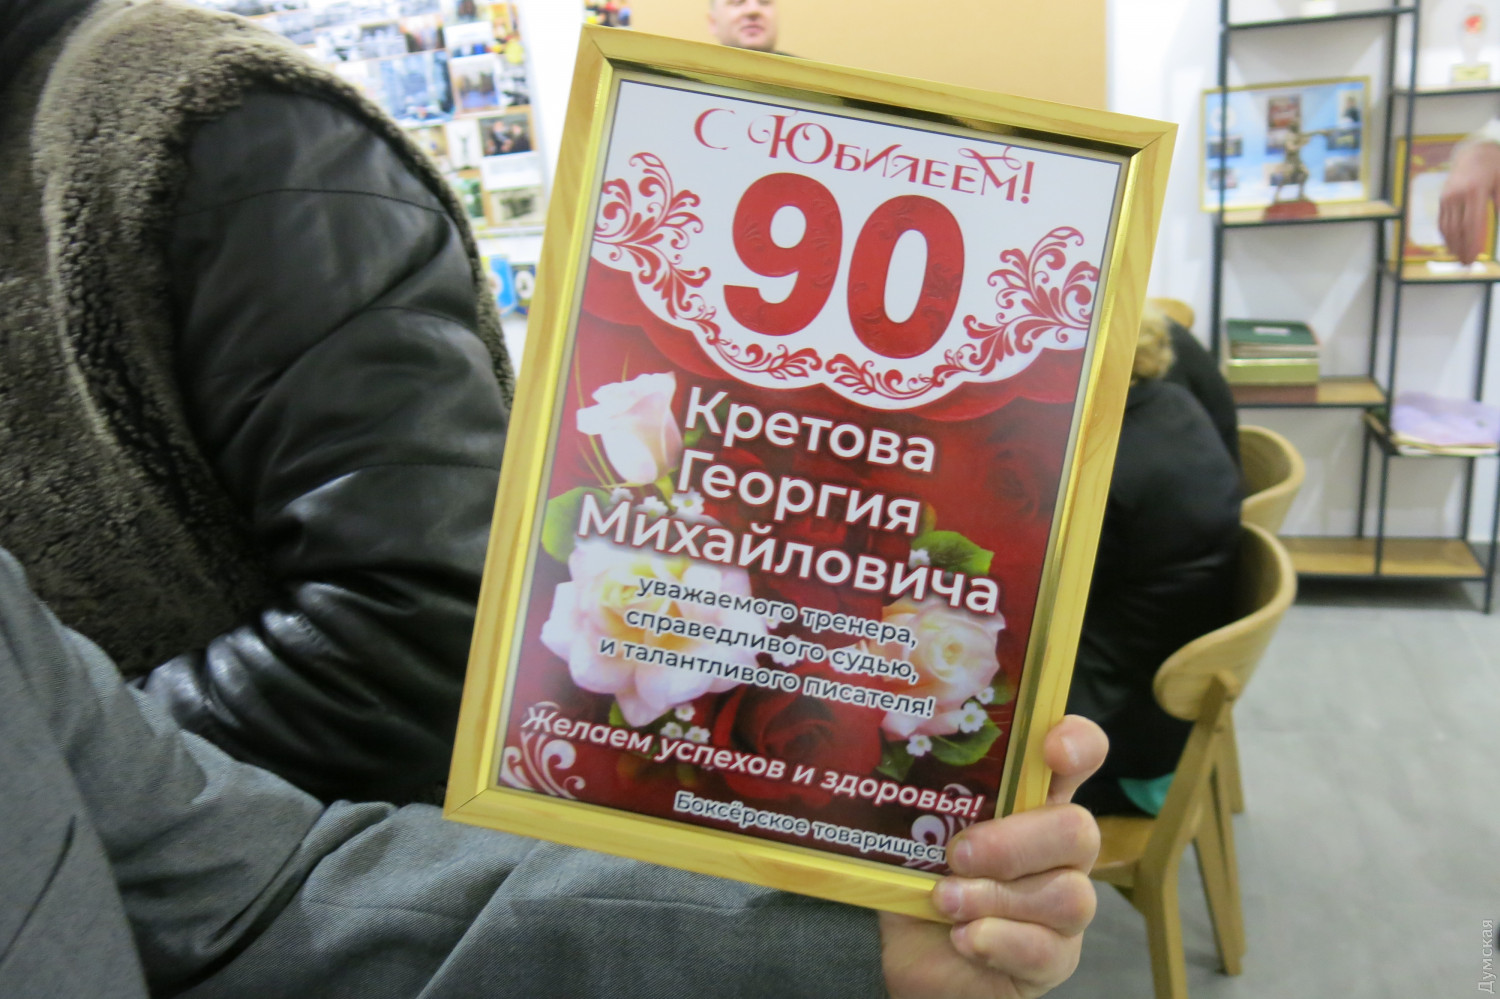 С Юбилеем!
90
Кретова
Георгия
Михайловича
уважаемого тренера,
справедливого судью,
и талантливого писателя!
Желаем успехов и здоровья!
Боксёрское товарищест
Думская